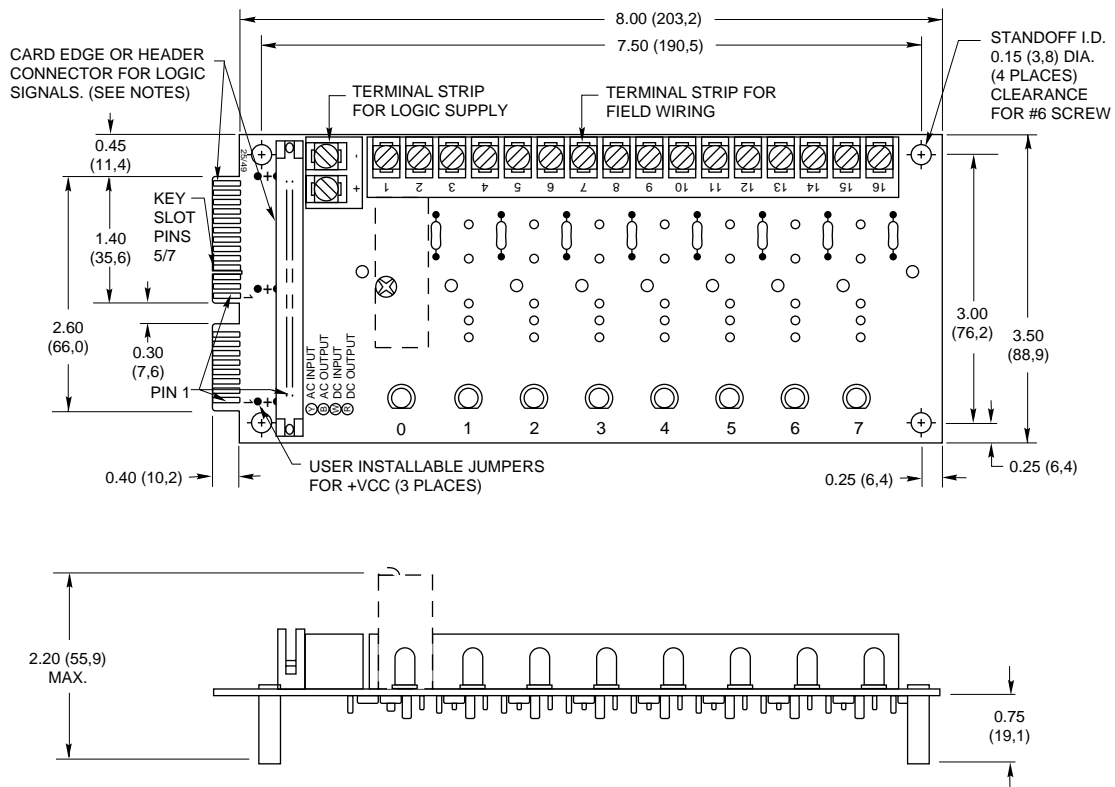 8.00 (203,2)
7.50 (190,5)
CARD EDGE OR HEADER
CONNECTOR FOR LOGIC
SIGNALS. (SEE NOTES)
TERMINAL STRIP
FOR LOGIC SUPPLY
TERMINAL STRIP FOR
FIELD WIRING
STANDOFF I.D.
0.15 (3,8) DIA.
(4 PLACES)
CLEARANCE
FOR #6 SCREW
0.45
(11,4)
25/49
-
+
1 2 3 4 5 6 7 8 9 10 11 12 13 14 15 16
KEY
SLOT
PINS
5/7
1.40
(35,6)
2.60
(66,0)
0.30
(7,6)
PIN 1
1
1
+
+
+
Y AC INPUT
B AC OUTPUT
W DC INPUT
R DC OUTPUT
0 1 2 3 4 5 6 7
3.00
(76,2)
3.50
(88,9)
0.40 (10,2)
USER INSTALLABLE JUMPERS
FOR +VCC (3 PLACES)
0.25 (6,4)
0.25 (6,4)
2.20 (55,9)
MAX.
0.75
(19,1)